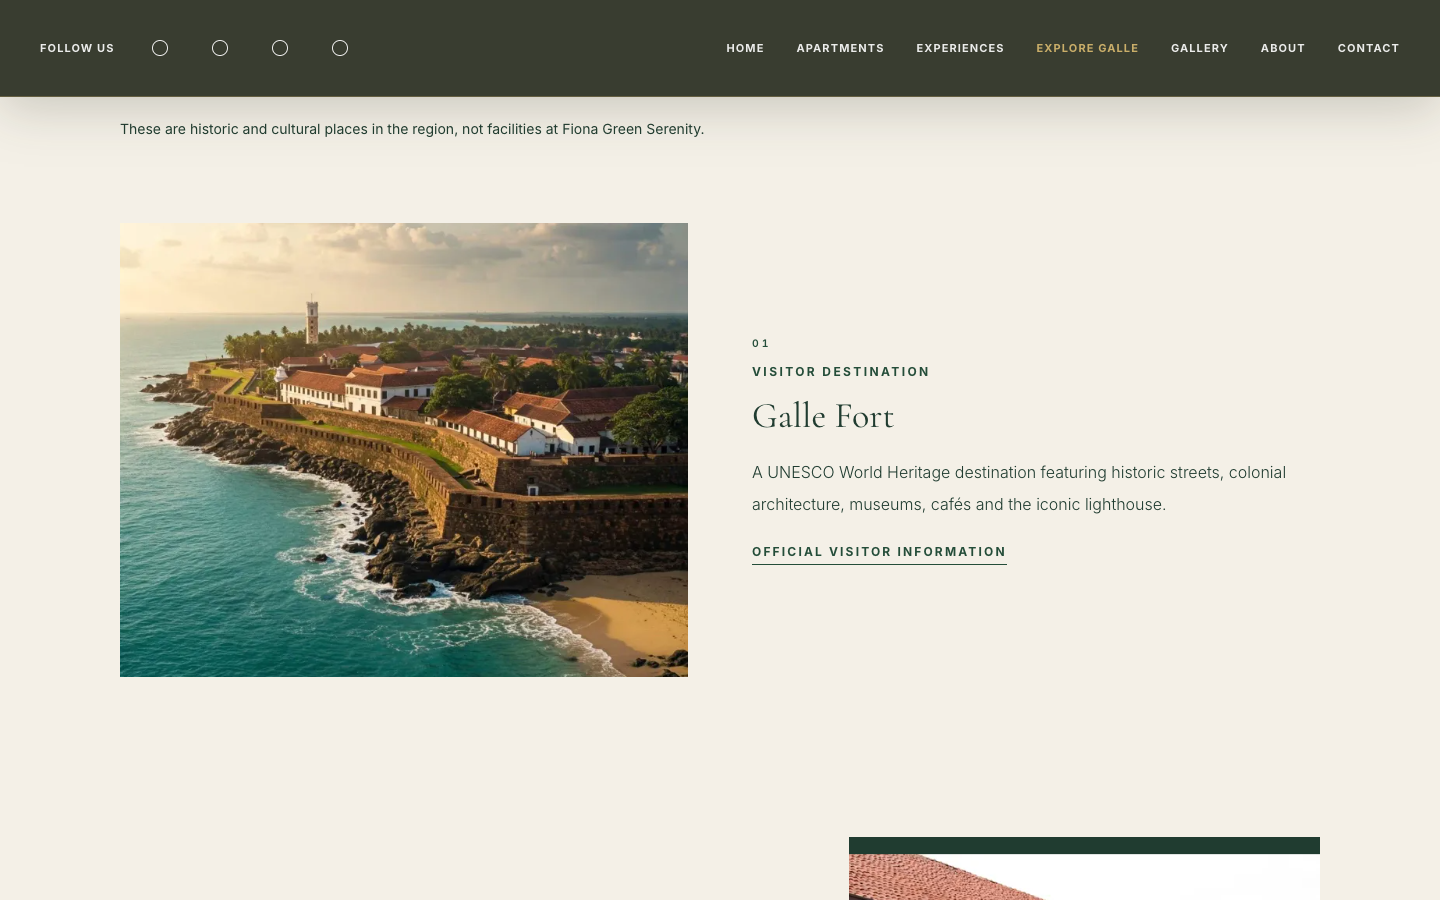 FOLLOW US
HOME APARTMENTS EXPERIENCES EXPLORE GALLE GALLERY ABOUT CONTACT
These are historic and cultural places in the region, not facilities at Fiona Green Serenity.
01
VISITOR DESTINATION
Galle Fort
A UNESCO World Heritage destination featuring historic streets, colonial
architecture, museums, cafés and the iconic lighthouse.
OFFICIAL VISITOR INFORMATION